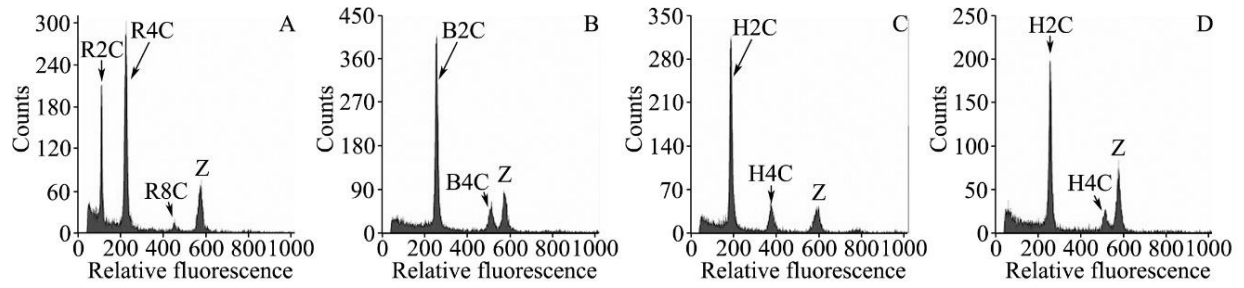 A
300
240
180
120
60
0
Counts
R2C
R4C
R8C
Z
0 200 400 600 800 1000
Relative fluorescence
B
450
360
270
180
90
0
Counts
B2C
B4C
Z
0 200 400 600 800 1000
Relative fluorescence
C
350
280
210
140
70
0
Counts
H2C
H4C
Z
0 200 400 600 800 1000
Relative fluorescence
D
250
200
150
100
50
0
Counts
H2C
H4C
Z
0 200 400 600 800 1000
Relative fluorescence